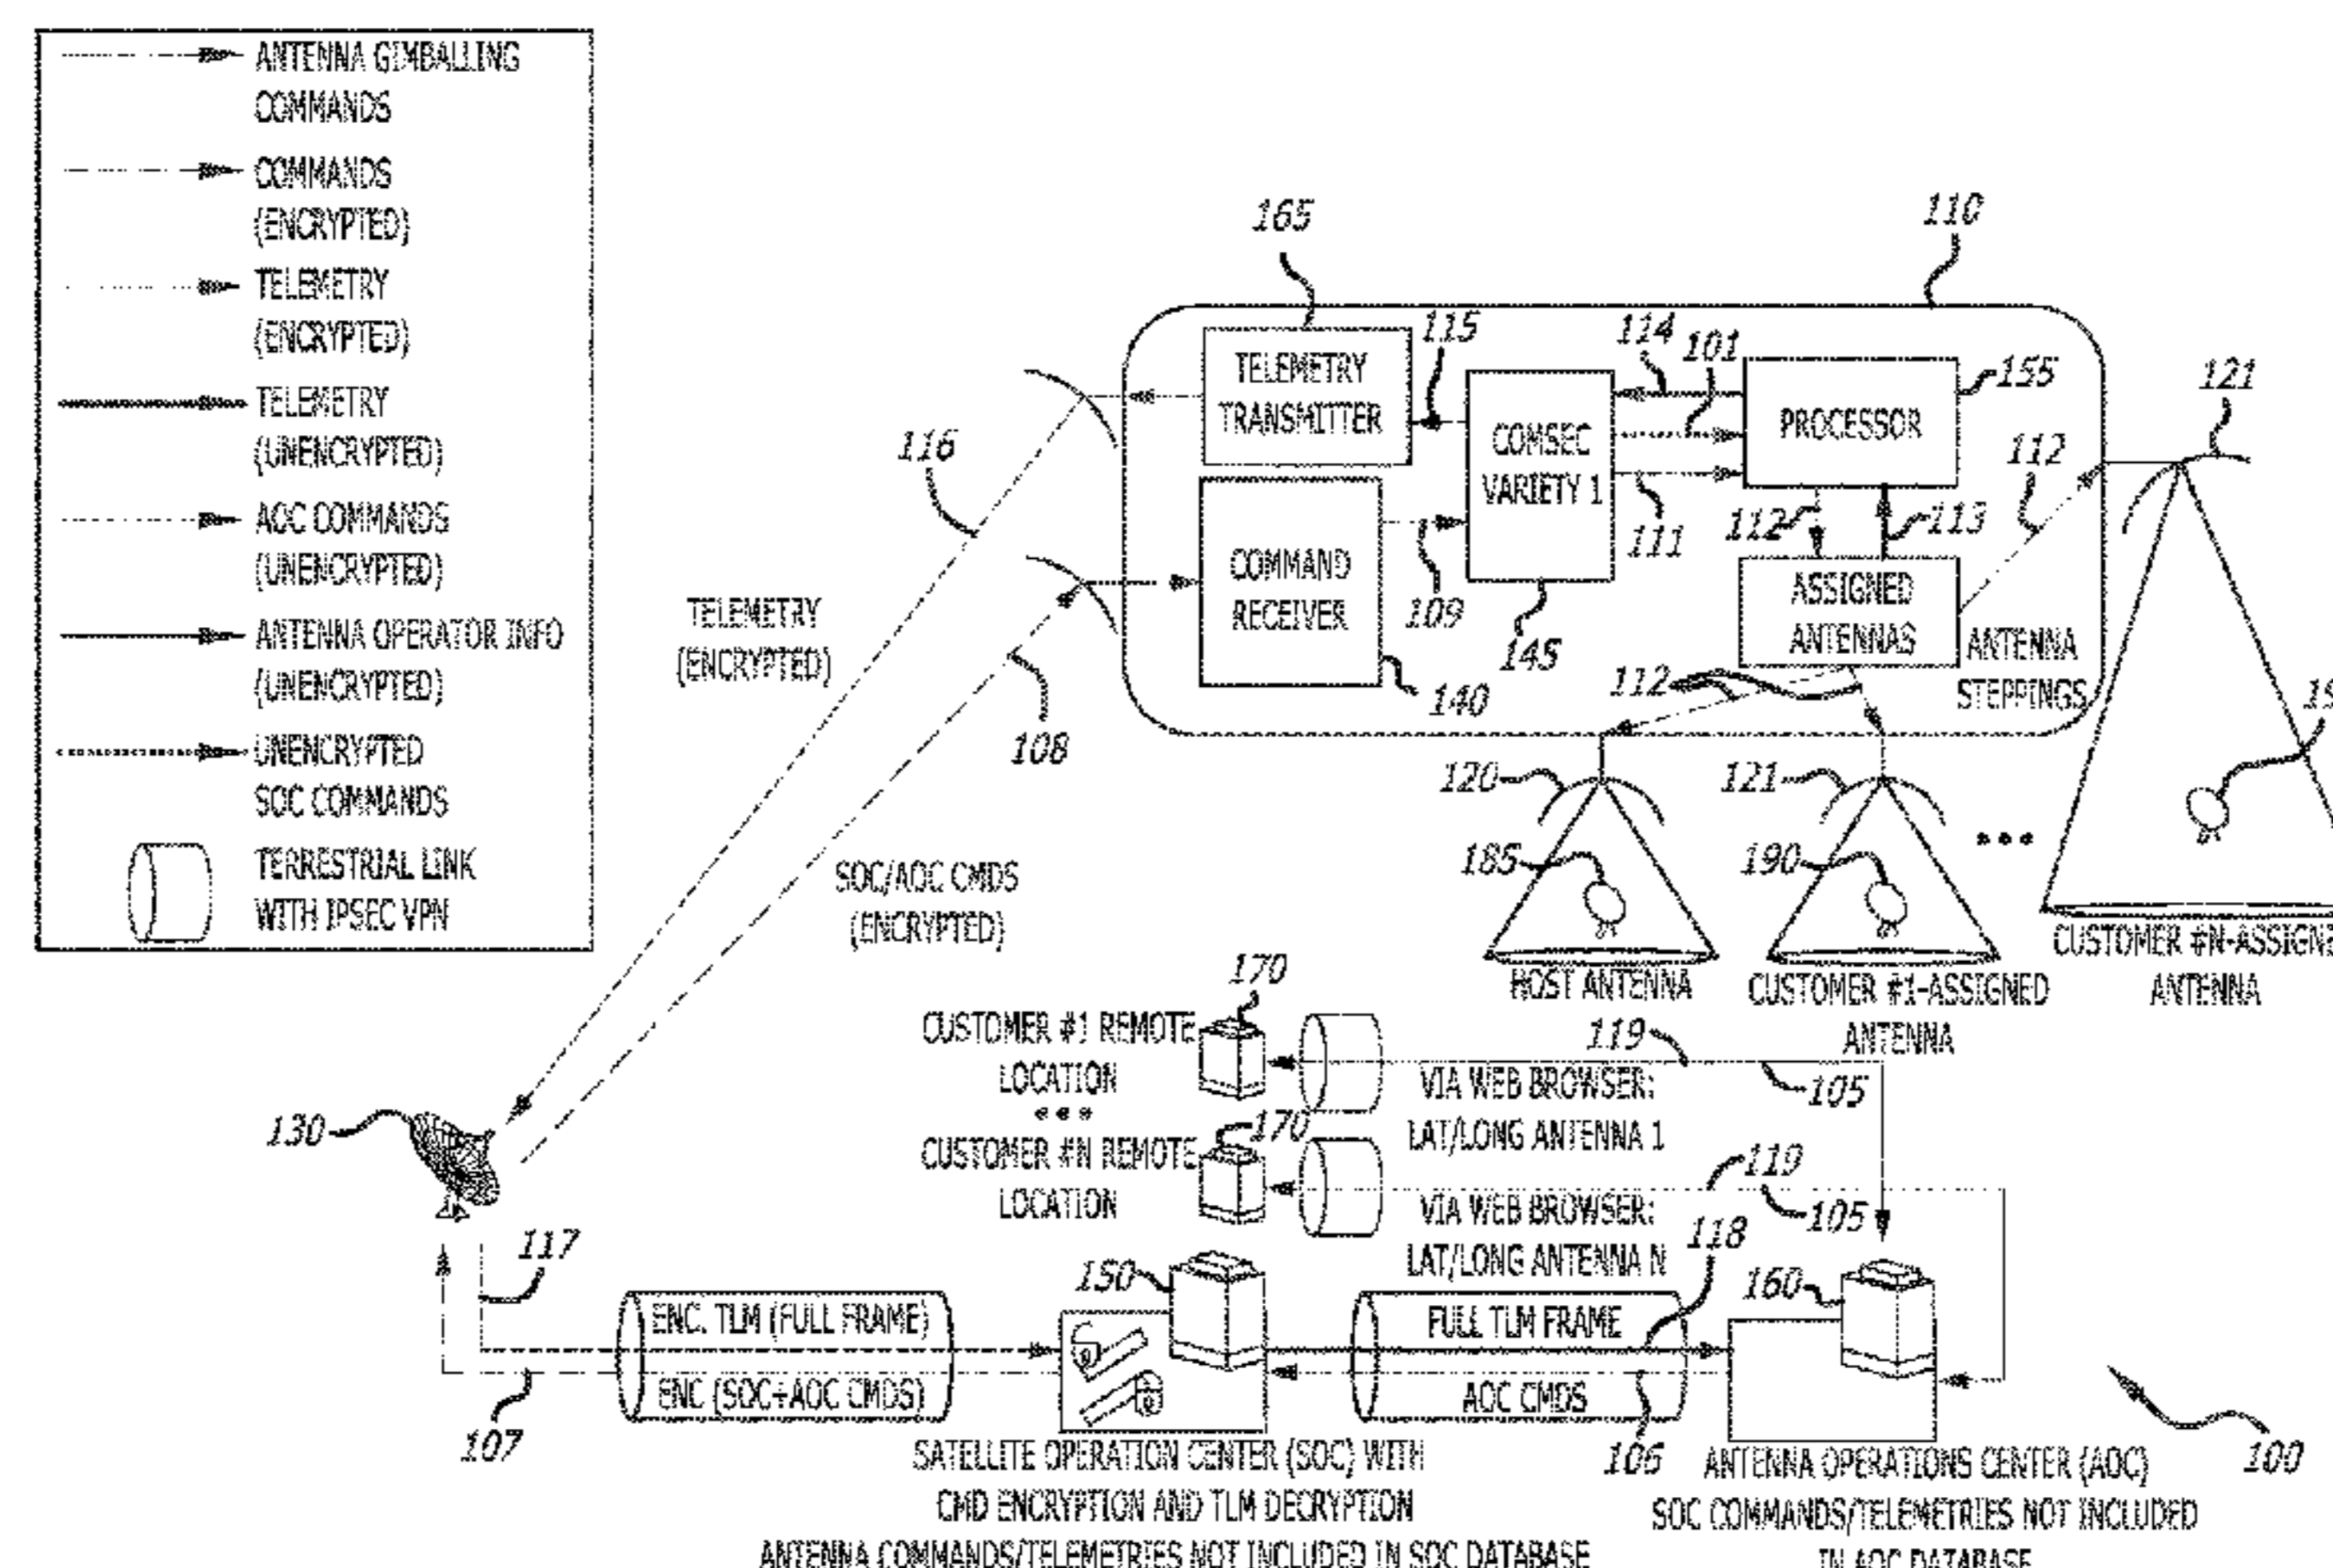 ANTENNA GIMBALLING
COMMANDS
COMMANDS
(ENCRYPTED)
TELEMETRY
(ENCRYPTED)
TELEMETRY
(UNENCRYPTED)
AOC COMMANDS
(UNENCRYPTED)
ANTENNA OPERATOR INFO
(UNENCRYPTED)
UNENCRYPTED
SOC COMMANDS
TERRESTRIAL LINK
WITH IPSEC VPN
165
110
TELEMETRY
TRANSMITTER
115
114
101
PROCESSOR
155
121
116
COMSEC
VARIETY 1
112
COMMAND
RECEIVER
109
111
112
113
145
ASSIGNED
ANTENNAS
ANTENNA
STEPPINGS
TELEMETRY
(ENCRYPTED)
140
112
108
120
121
185
190
SOC/AOC CMDS
(ENCRYPTED)
HOST ANTENNA
CUSTOMER #1-ASSIGNED
ANTENNA
CUSTOMER #N-ASSIGNE
ANTENNA
170
CUSTOMER #1 REMOTE
LOCATION
119
105
VIA WEB BROWSER:
LAT/LONG ANTENNA 1
130
170
CUSTOMER #N REMOTE
LOCATION
119
105
VIA WEB BROWSER:
LAT/LONG ANTENNA N
118
117
150
160
ENC. TLM (FULL FRAME)
FULL TLM FRAME
ENC (SOC+AOC CMDS)
AOC CMDS
107
106
100
SATELLITE OPERATION CENTER (SOC) WITH
CMD ENCRYPTION AND TLM DECRYPTION
ANTENNA COMMANDS/TELEMETRIES NOT INCLUDED IN SOC DATABASE
ANTENNA OPERATIONS CENTER (AOC)
SOC COMMANDS/TELEMETRIES NOT INCLUDED
IN AOC DATABASE